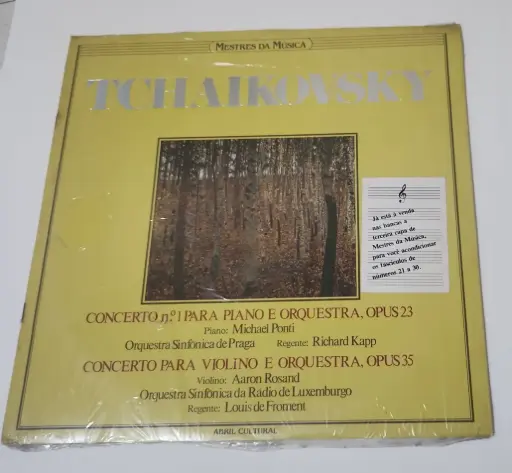 MESTRES DA MÚSICA
TCHAIKOVSKY
Já está à venda
nas bancas a
terceira capa de
Mestres da Música,
para você acondicionar
os fascículos de
números 21 a 30.
CONCERTO n.º 1 PARA PIANO E ORQUESTRA, OPUS 23
Piano: Michael Ponti
Orquestra Sinfônica de Praga Regente: Richard Kapp
CONCERTO PARA VIOLINO E ORQUESTRA, OPUS 35
Violino: Aaron Rosand
Orquestra Sinfônica da Rádio de Luxemburgo
Regente: Louis de Froment
ABRIL CULTURAL